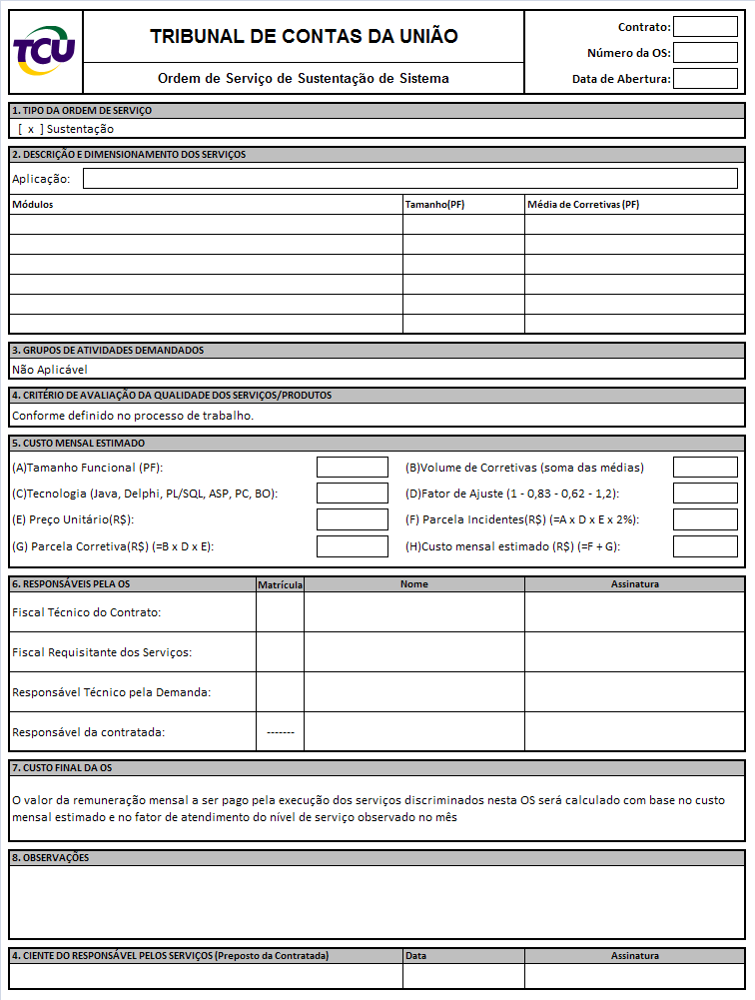 TCU
TRIBUNAL DE CONTAS DA UNIÃO
Ordem de Serviço de Sustentação de Sistema
Contrato:
Número da OS:
Data de Abertura:
1. TIPO DA ORDEM DE SERVIÇO
[ x ] Sustentação
2. DESCRIÇÃO E DIMENSIONAMENTO DOS SERVIÇOS
Aplicação:
Módulos Tamanho(PF) Média de Corretivas (PF)
3. GRUPOS DE ATIVIDADES DEMANDADOS
Não Aplicável
4. CRITÉRIO DE AVALIAÇÃO DA QUALIDADE DOS SERVIÇOS/PRODUTOS
Conforme definido no processo de trabalho.
5. CUSTO MENSAL ESTIMADO
(A)Tamanho Funcional (PF): (B)Volume de Corretivas (soma das médias)
(C)Tecnologia (Java, Delphi, PL/SQL, ASP, PC, BO): (D)Fator de Ajuste (1 - 0,83 - 0,62 - 1,2):
(E) Preço Unitário(R$): (F) Parcela Incidentes(R$) (=A x D x E x 2%):
(G) Parcela Corretiva(R$) (=B x D x E): (H)Custo mensal estimado (R$) (=F + G):
6. RESPONSÁVEIS PELA OS Matrícula Nome Assinatura
Fiscal Técnico do Contrato:
Fiscal Requisitante dos Serviços:
Responsável Técnico pela Demanda:
Responsável da contratada: -------
7. CUSTO FINAL DA OS
O valor da remuneração mensal a ser pago pela execução dos serviços discriminados nesta OS será calculado com base no custo
mensal estimado e no fator de atendimento do nível de serviço observado no mês
8. OBSERVAÇÕES
4. CIENTE DO RESPONSÁVEL PELOS SERVIÇOS (Preposto da Contratada) Data Assinatura